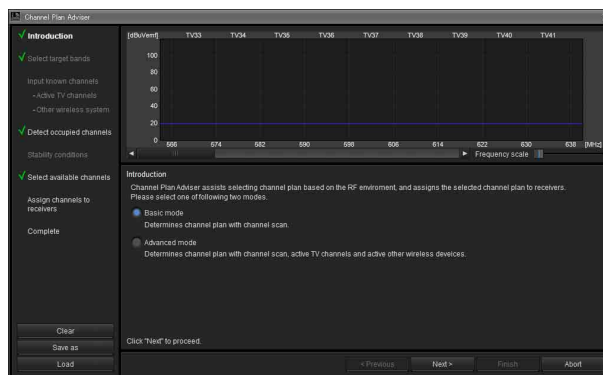 Channel Plan Adviser
Introduction
Select target bands
Input known channels
-Active TV channels
-Other wireless system
Detect occupied channels
Stability conditions
Select available channels
Assign channels to
receivers
Complete
Clear
Save as
Load
[dBuVemf] TV33 TV34 TV35 TV36 TV37 TV38 TV39 TV40 TV41
100
80
60
40
20
0
566 574 582 590 598 606 614 622 630 638 [MHz]
Frequency scale
Introduction
Channel Plan Adviser assists selecting channel plan based on the RF enviroment, and assigns the selected channel plan to receivers.
Please select one of following two modes.
Basic mode
Determines channel plan with channel scan.
Advanced mode
Determines channel plan with channel scan, active TV channels and active other wireless deveices.
Click "Next" to proceed.
< Previous
Next >
Finish
Abort